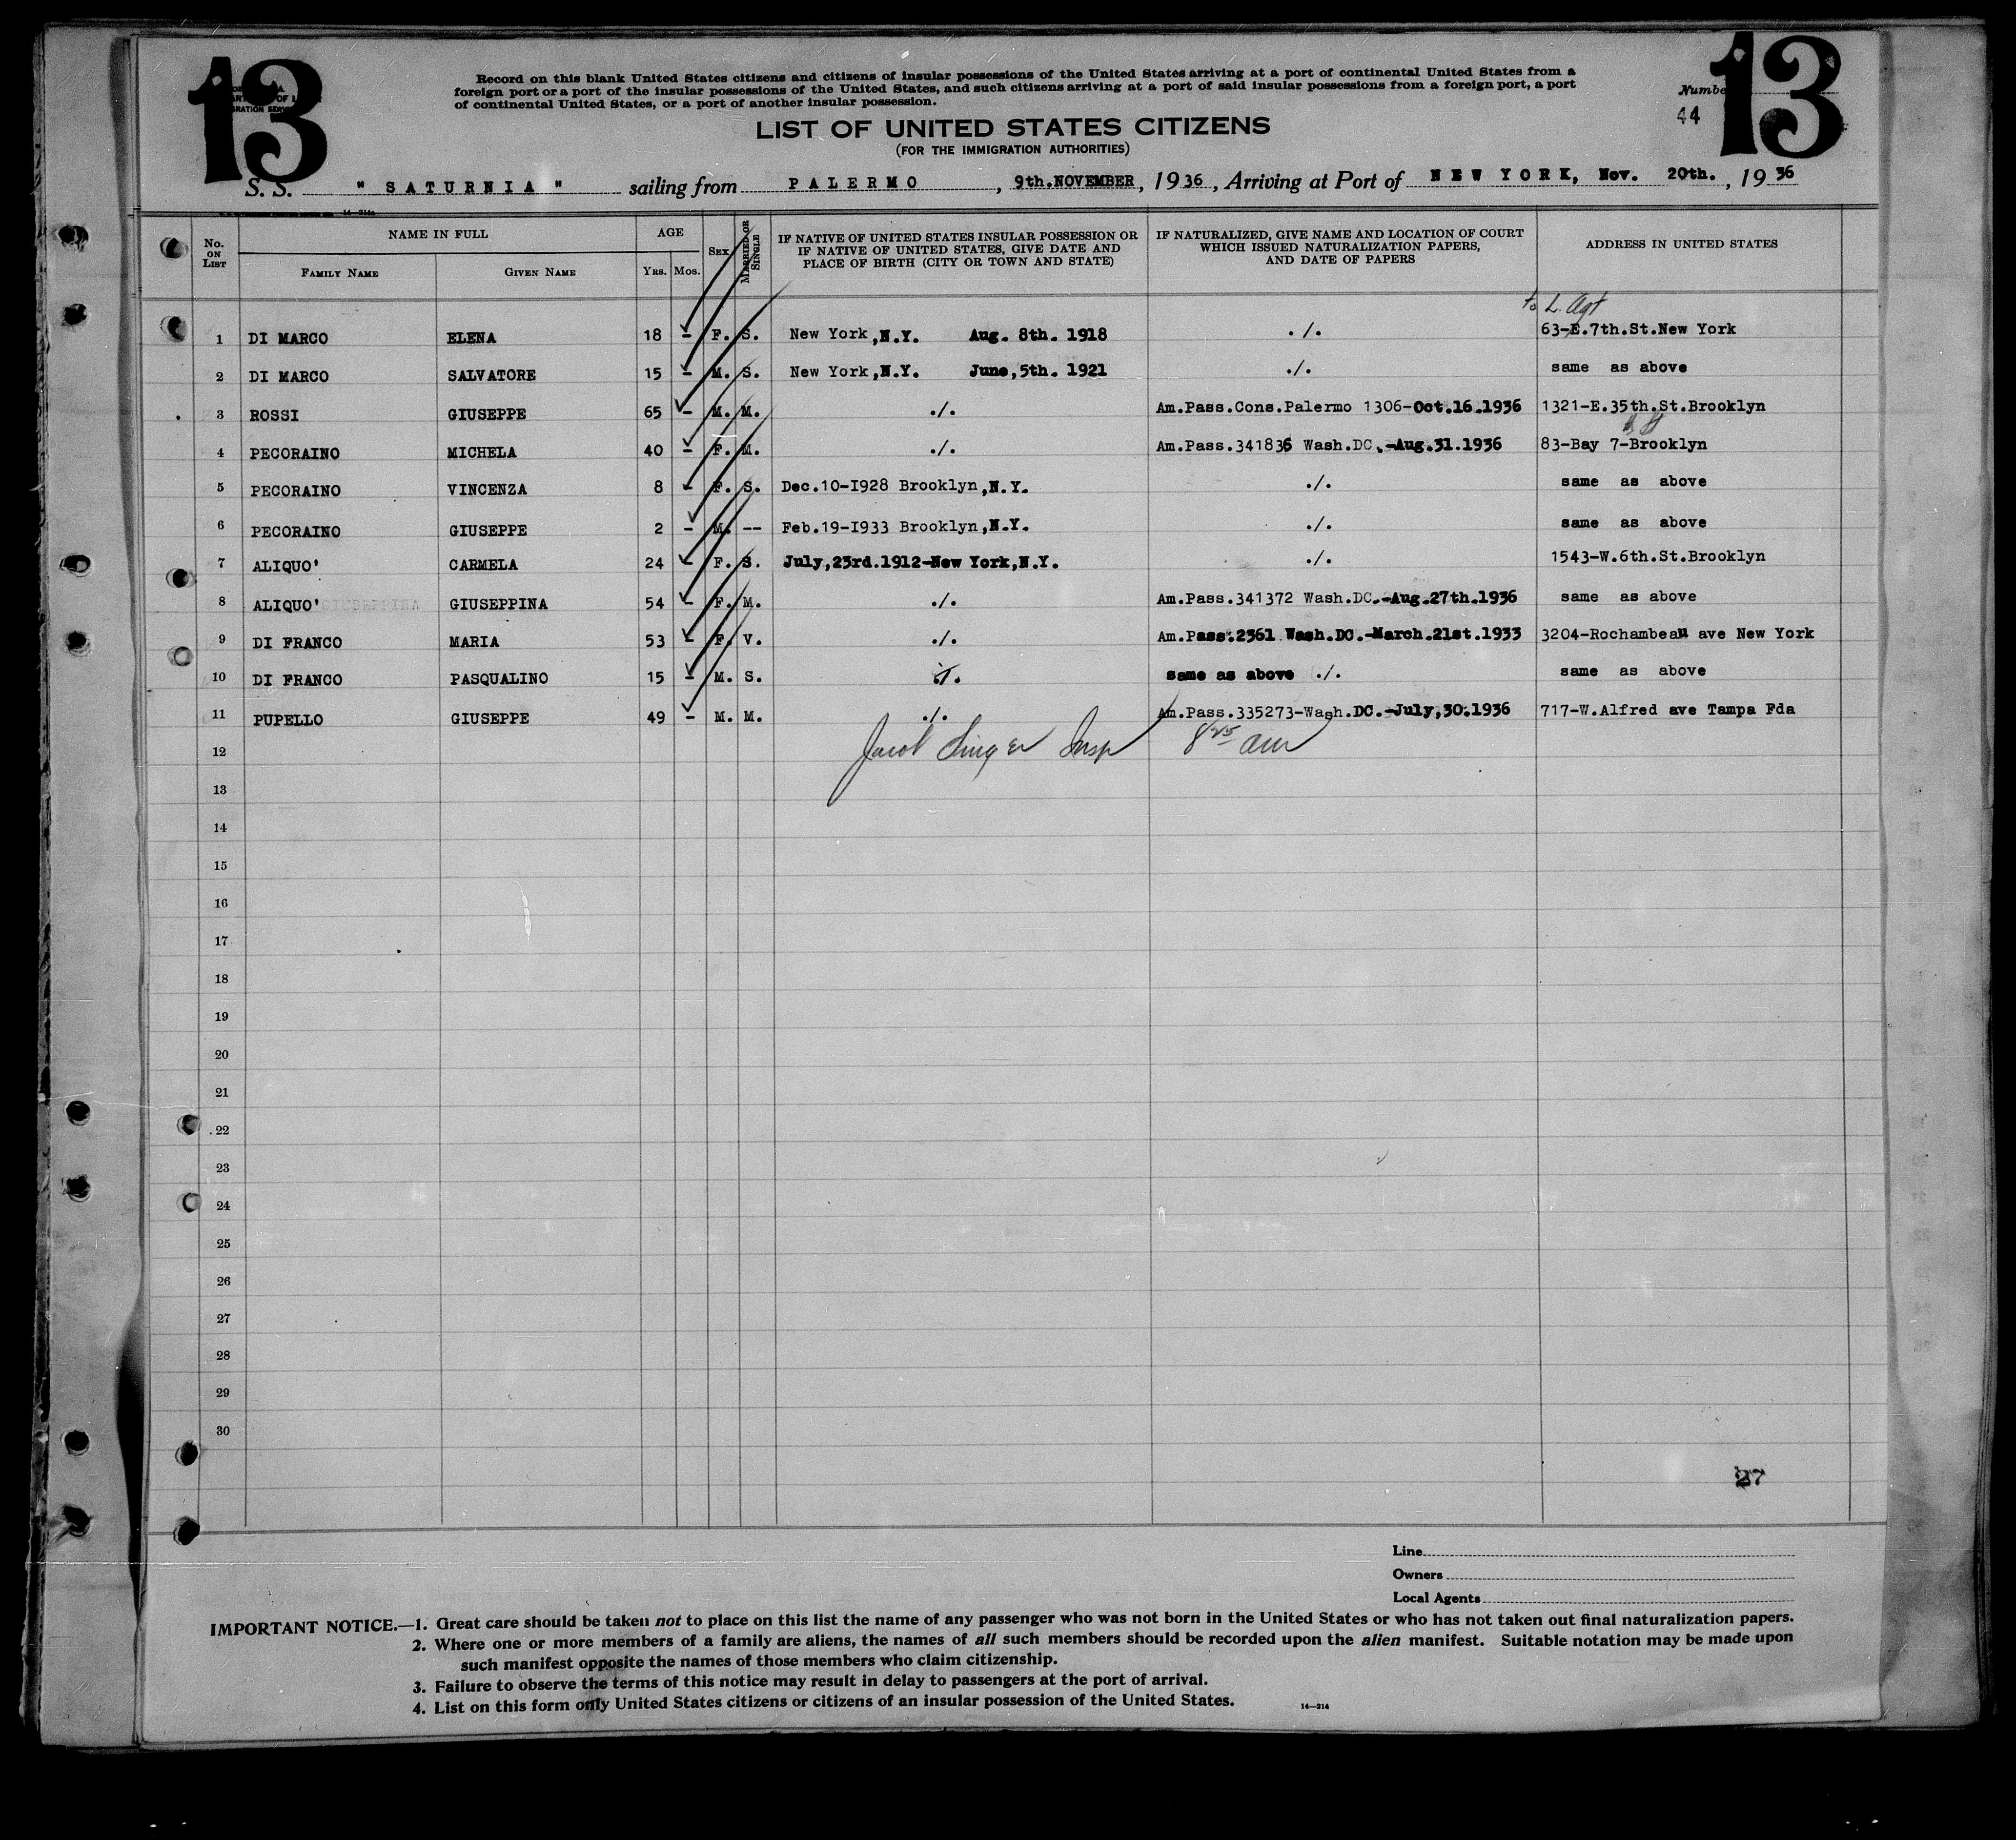 13
13
Record on this blank United States citizens and citizens of insular possessions of the United States arriving at a port of continental United States from a
foreign port or a port of the insular possessions of the United States, and such citizens arriving at a port of said insular possessions from a foreign port, a port
of continental United States, or a port of another insular possession.
Numbe
44
LIST OF UNITED STATES CITIZENS
(FOR THE IMMIGRATION AUTHORITIES)
S. S. " SATURNIA " sailing from PALERMO, 9th.NOVEMBER, 1936, Arriving at Port of NEW YORK, Nov. 20th., 1936
No. ON LIST NAME IN FULL AGE SEX MARRIED OR SINGLE IF NATIVE OF UNITED STATES INSULAR POSSESSION OR IF NATIVE OF UNITED STATES, GIVE DATE AND PLACE OF BIRTH (CITY OR TOWN AND STATE) IF NATURALIZED, GIVE NAME AND LOCATION OF COURT WHICH ISSUED NATURALIZATION PAPERS, AND DATE OF PAPERS ADDRESS IN UNITED STATES
FAMILY NAME GIVEN NAME YRS. MOS.
to L. Agt
1 DI MARCO ELENA 18 - F. S. New York,N.Y. Aug. 8th. 1918 ./. 63-E.7th.St.New York
2 DI MARCO SALVATORE 15 - M. S. New York,N.Y. June,5th. 1921 ./. same as above
3 ROSSI GIUSEPPE 65 - M. M. ./. Am.Pass.Cons.Palermo 1306-Oct.16.1936 1321-E.35th.St.Brooklyn
4 PECORAINO MICHELA 40 - F. M. ./. Am.Pass.341836 Wash.DC.-Aug.31.1936 83-Bay 7-Brooklyn
5 PECORAINO VINCENZA 8 - F. S. Dec.10-I928 Brooklyn,N.Y. ./. same as above
6 PECORAINO GIUSEPPE 2 - M. -- Feb.19-I933 Brooklyn,N.Y. ./. same as above
7 ALIQUO' CARMELA 24 - F. S. July,23rd.1912-New York,N.Y. ./. 1543-W.6th.St.Brooklyn
8 ALIQUO' GIUSEPPINA 54 - F. M. ./. Am.Pass.341372 Wash.DC.-Aug.27th.1936 same as above
9 DI FRANCO MARIA 53 - F. V. ./. Am.Pass.2361 Wash.DC.-March.21st.1933 3204-Rochambeau ave New York
10 DI FRANCO PASQUALINO 15 - M. S. ./. same as above ./. same as above
11 PUPELLO GIUSEPPE 49 - M. M. ./. Am.Pass.335273-Wash.DC.-July,30.1936 717-W.Alfred ave Tampa Fda
12 Jacob Singer Insp
13
14
15
16
17
18
19
20
21
22
23
24
25
26
27
28
29
30
27
Line
Owners
Local Agents
IMPORTANT NOTICE.—1. Great care should be taken not to place on this list the name of any passenger who was not born in the United States or who has not taken out final naturalization papers.
2. Where one or more members of a family are aliens, the names of all such members should be recorded upon the alien manifest. Suitable notation may be made upon
such manifest opposite the names of those members who claim citizenship.
3. Failure to observe the terms of this notice may result in delay to passengers at the port of arrival.
4. List on this form only United States citizens or citizens of an insular possession of the United States.
14—214